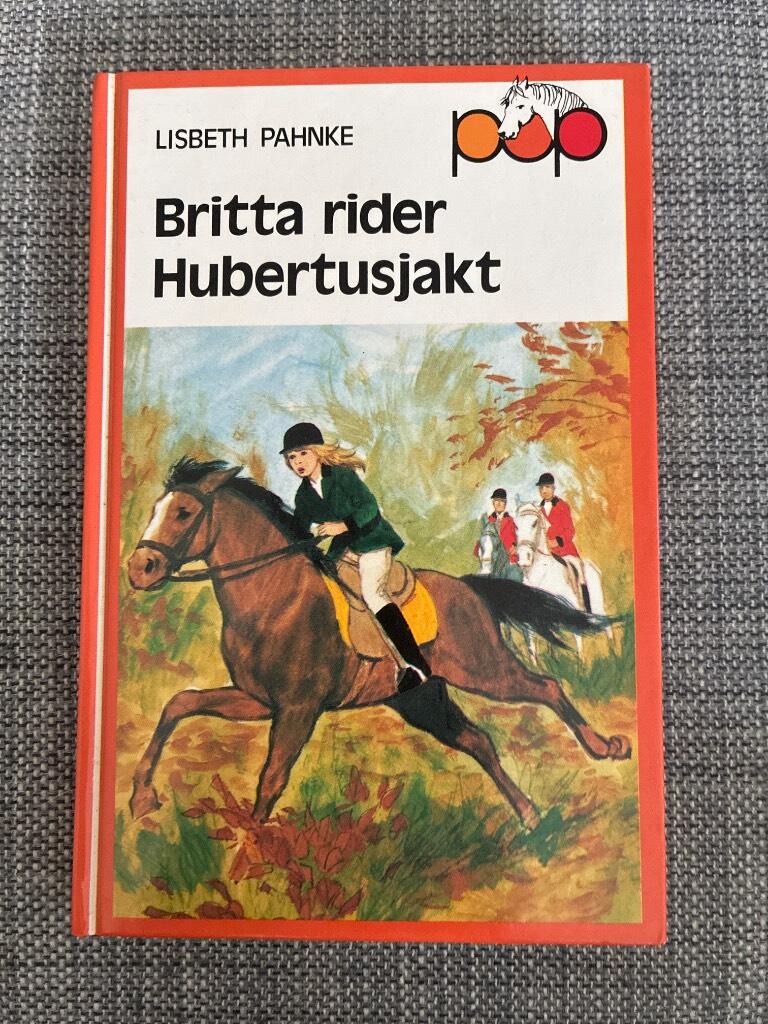 LISBETH PAHNKE
pop
Britta rider
Hubertusjakt